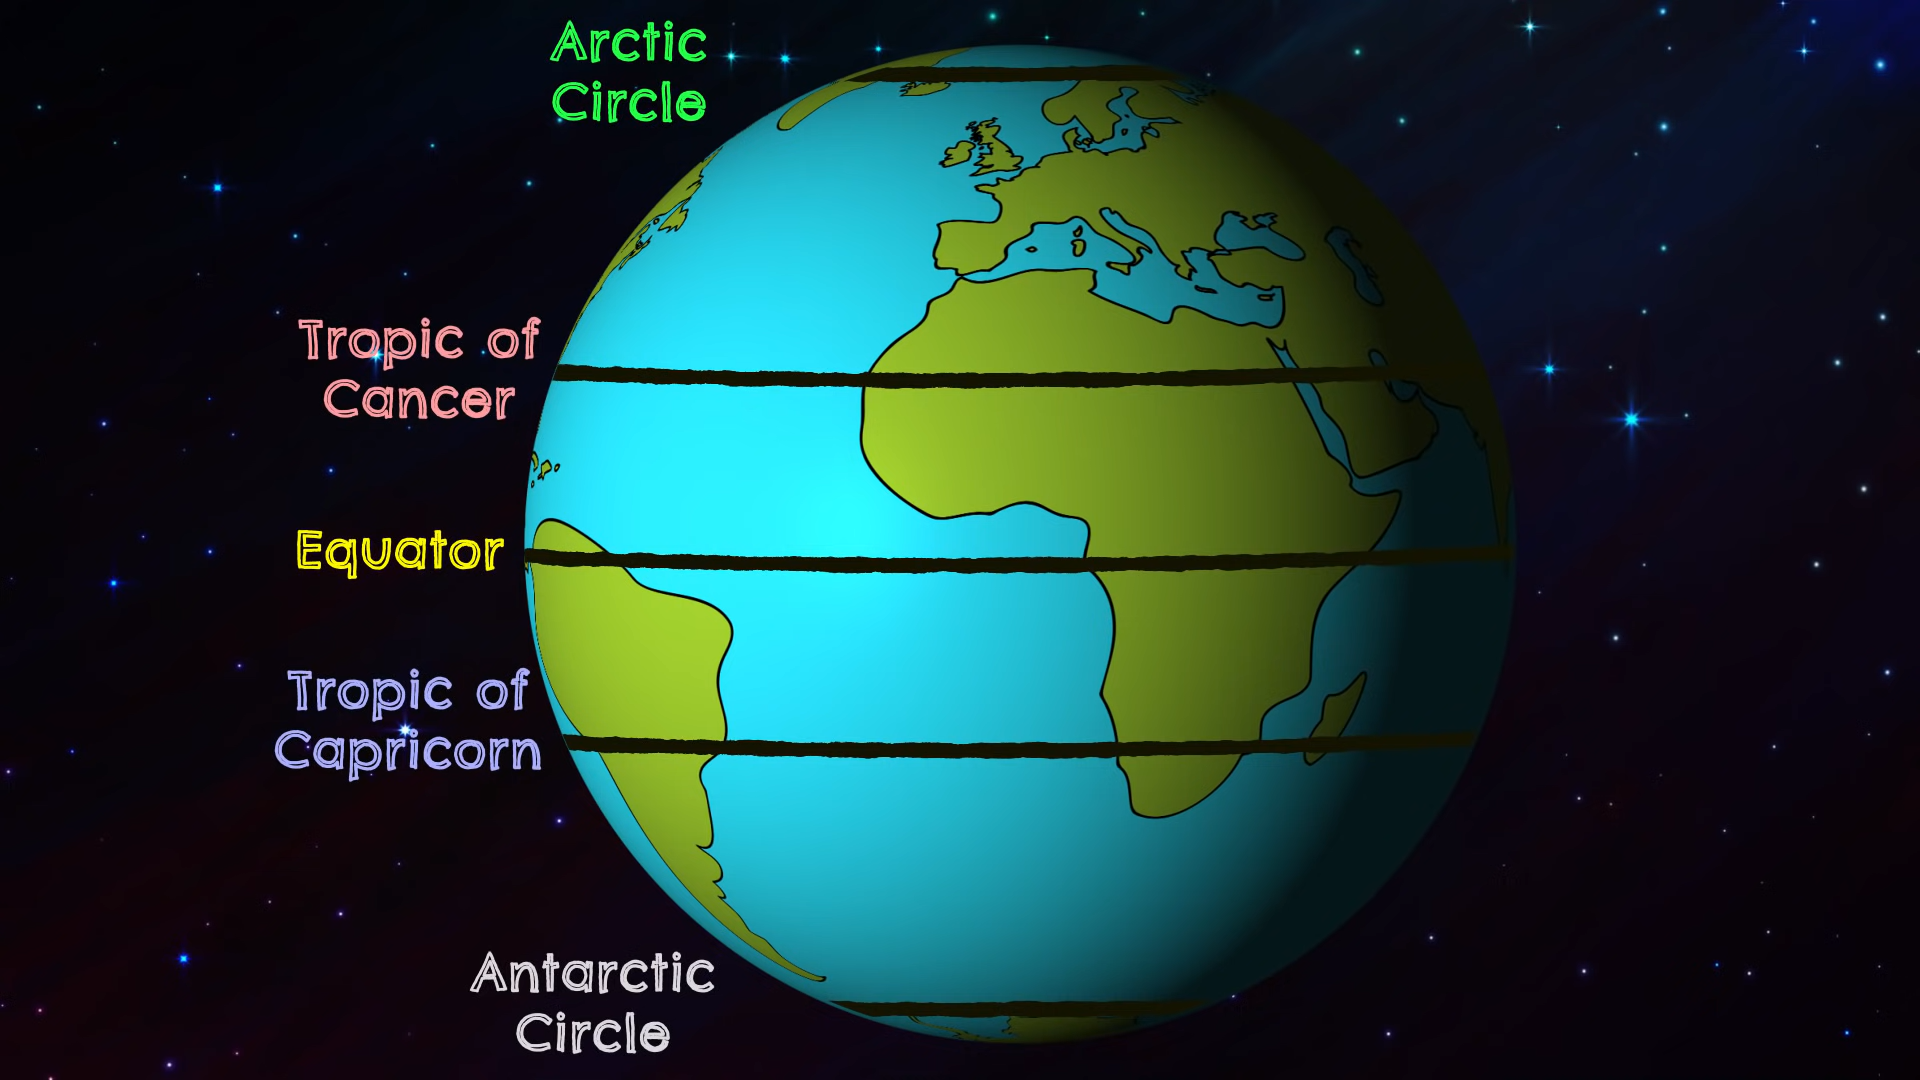 Arctic
Circle
Tropic of
Cancer
Equator
Tropic of
Capricorn
Antarctic
Circle